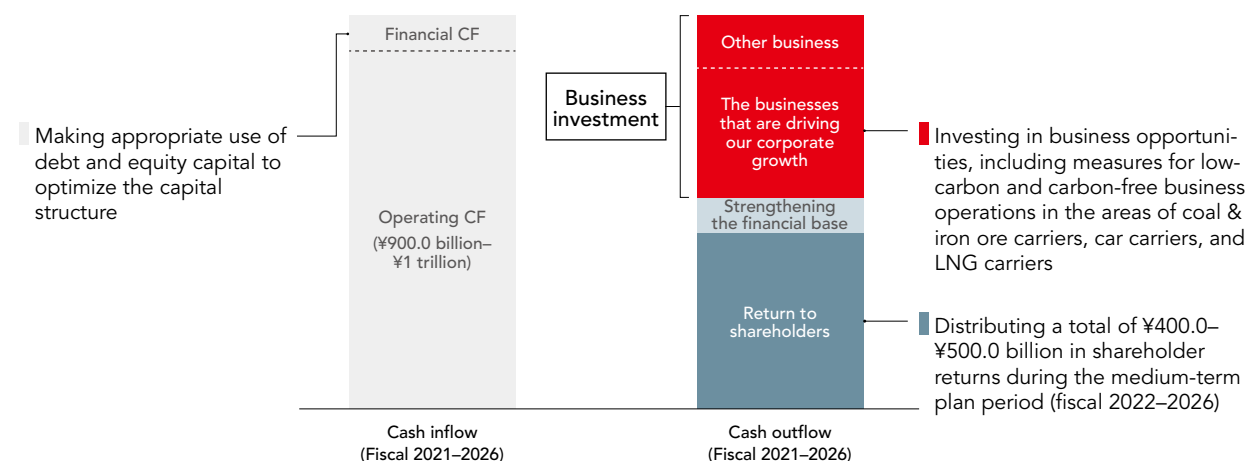 Financial CF
Making appropriate use of
debt and equity capital to
optimize the capital
structure
Operating CF
(¥900.0 billion–
¥1 trillion)
Cash inflow
(Fiscal 2021–2026)
Business
investment
Other business
The businesses
that are driving
our corporate
growth
Strengthening
the financial base
Return to
shareholders
Cash outflow
(Fiscal 2021–2026)
Investing in business opportuni-
ties, including measures for low-
carbon and carbon-free business
operations in the areas of coal &
iron ore carriers, car carriers, and
LNG carriers
Distributing a total of ¥400.0–
¥500.0 billion in shareholder
returns during the medium-term
plan period (fiscal 2022–2026)